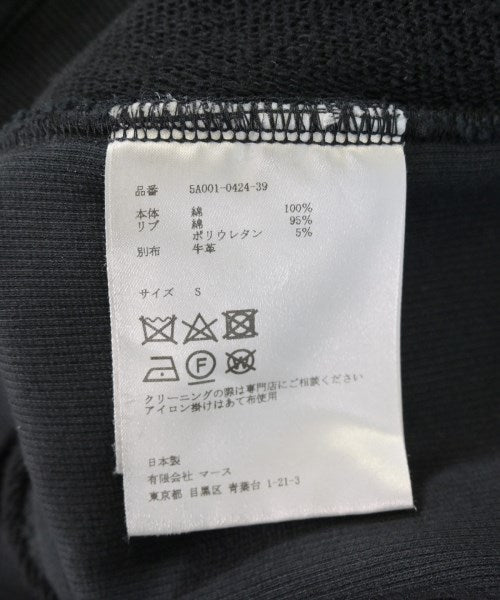 品番 5A001-0424-39
本体 綿 100%
リブ 綿 95%
ポリウレタン 5%
別布 牛革
サイズ S
F
W
クリーニングの際は専門店にご相談ください
アイロン掛けはあて布使用
日本製
有限会社 マース
東京都 目黒区 青葉台 1-21-3